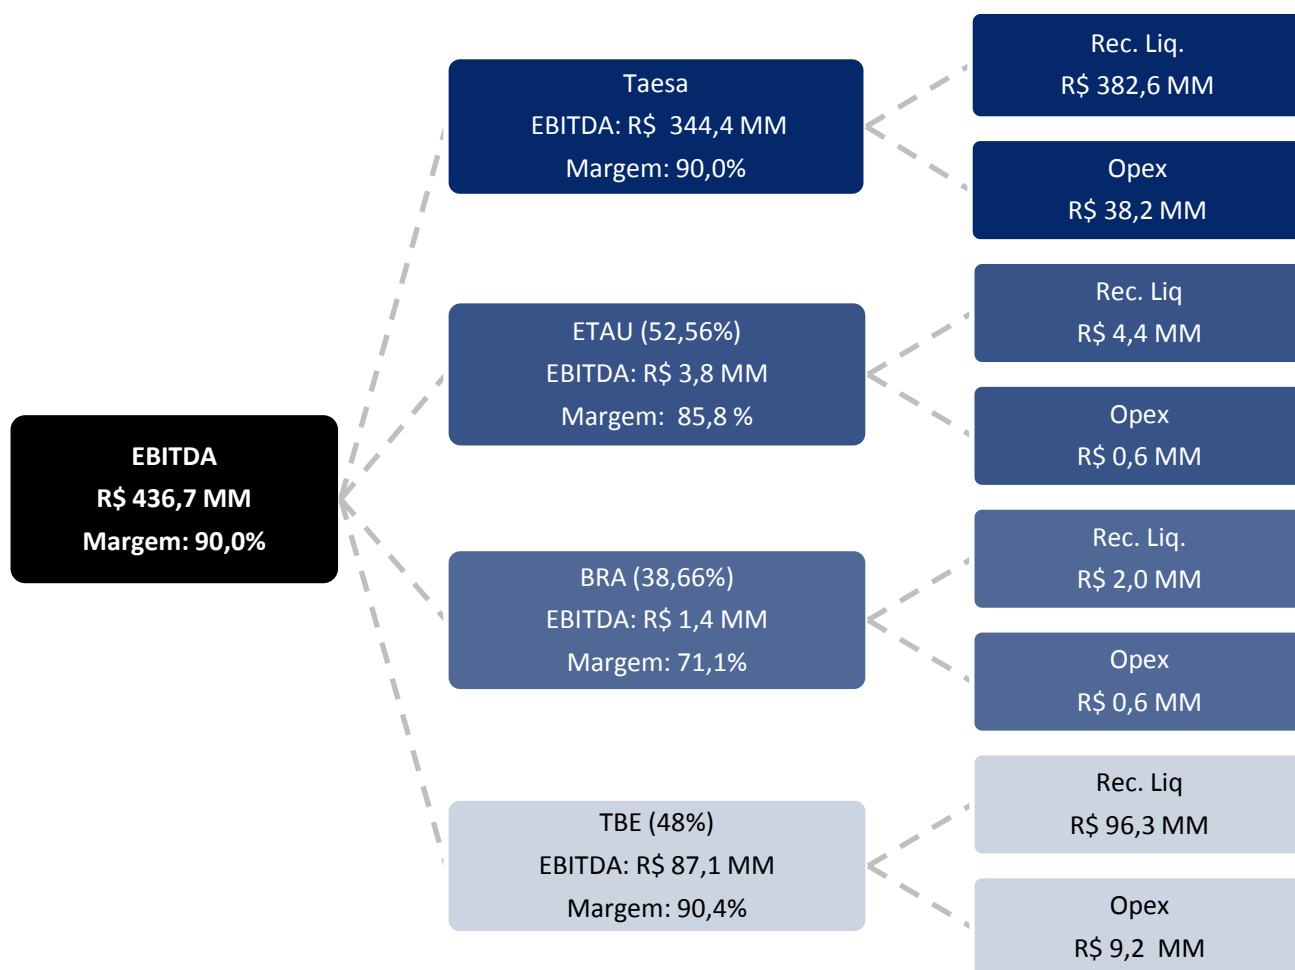 EBITDA
R$ 436,7 MM
Margem: 90,0%
Taesa
EBITDA: R$  344,4 MM
Margem: 90,0%
Rec. Liq.
R$ 382,6 MM
Opex
R$ 38,2 MM
ETAU (52,56%)
EBITDA: R$ 3,8 MM
Margem:  85,8 %
Rec. Liq
R$ 4,4 MM
Opex
R$ 0,6 MM
BRA (38,66%)
EBITDA: R$ 1,4 MM
Margem: 71,1%
Rec. Liq.
R$ 2,0 MM
Opex
R$ 0,6 MM
TBE (48%)
EBITDA: R$ 87,1 MM
Margem: 90,4%
Rec. Liq
R$ 96,3 MM
Opex
R$ 9,2  MM